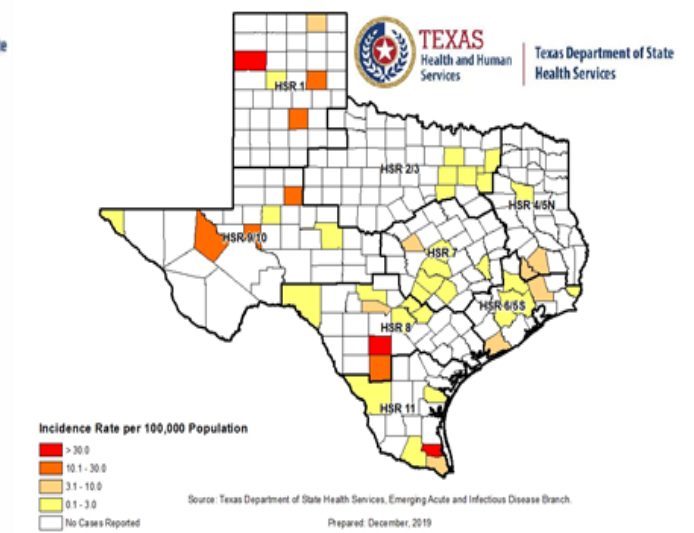 TEXAS
Health and Human
Services
Texas Department of State
Health Services
HSR 1
HSR 2/3
HSR 4/5N
HSR 9/10
HSR 7
HSR 6/5S
HSR 8
HSR 11
Incidence Rate per 100,000 Population
> 30.0
10.1 - 30.0
3.1 - 10.0
0.1 - 3.0
No Cases Reported
Source: Texas Department of State Health Services, Emerging Acute and Infectious Disease Branch.
Prepared: December, 2019